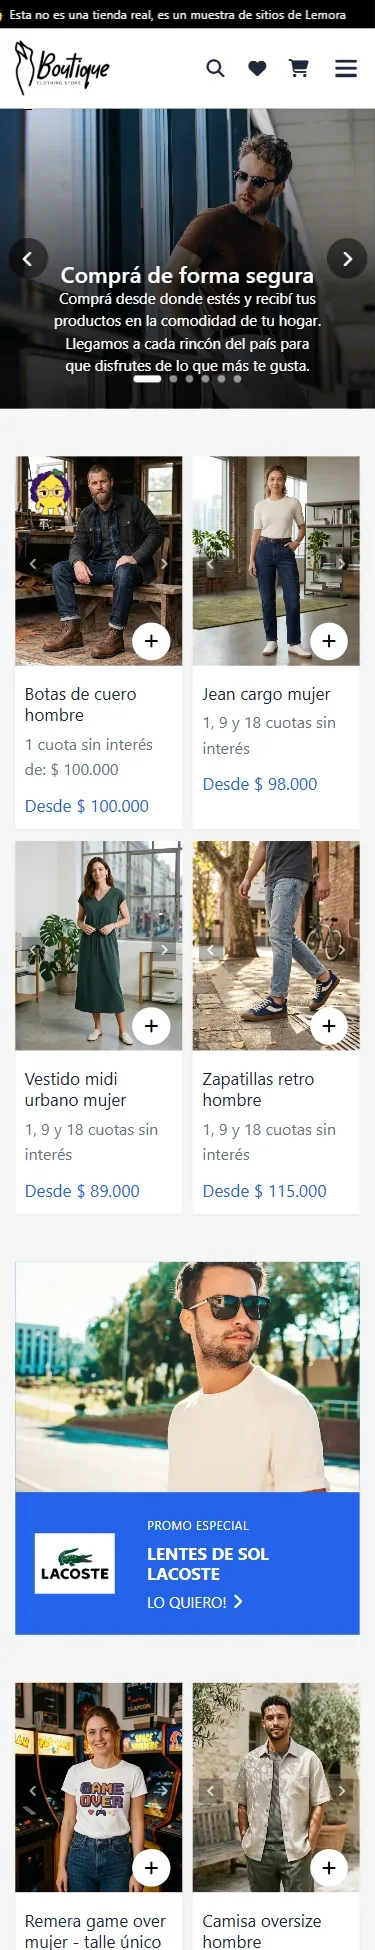 Esta no es una tienda real, es un muestra de sitios de Lemora
Boutique
CLOTHING STORE
Comprá de forma segura
Comprá desde donde estés y recibí tus
productos en la comodidad de tu hogar.
Llegamos a cada rincón del país para
que disfrutes de lo que más te gusta.
Botas de cuero
hombre
1 cuota sin interés
de: $ 100.000
Desde $ 100.000
Jean cargo mujer
1, 9 y 18 cuotas sin
interés
Desde $ 98.000
Vestido midi
urbano mujer
1, 9 y 18 cuotas sin
interés
Desde $ 89.000
Zapatillas retro
hombre
1, 9 y 18 cuotas sin
interés
Desde $ 115.000
LACOSTE
PROMO ESPECIAL
LENTES DE SOL
LACOSTE
LO QUIERO!
GAME
OVER
Remera game over
mujer - talle único
Camisa oversize
hombre